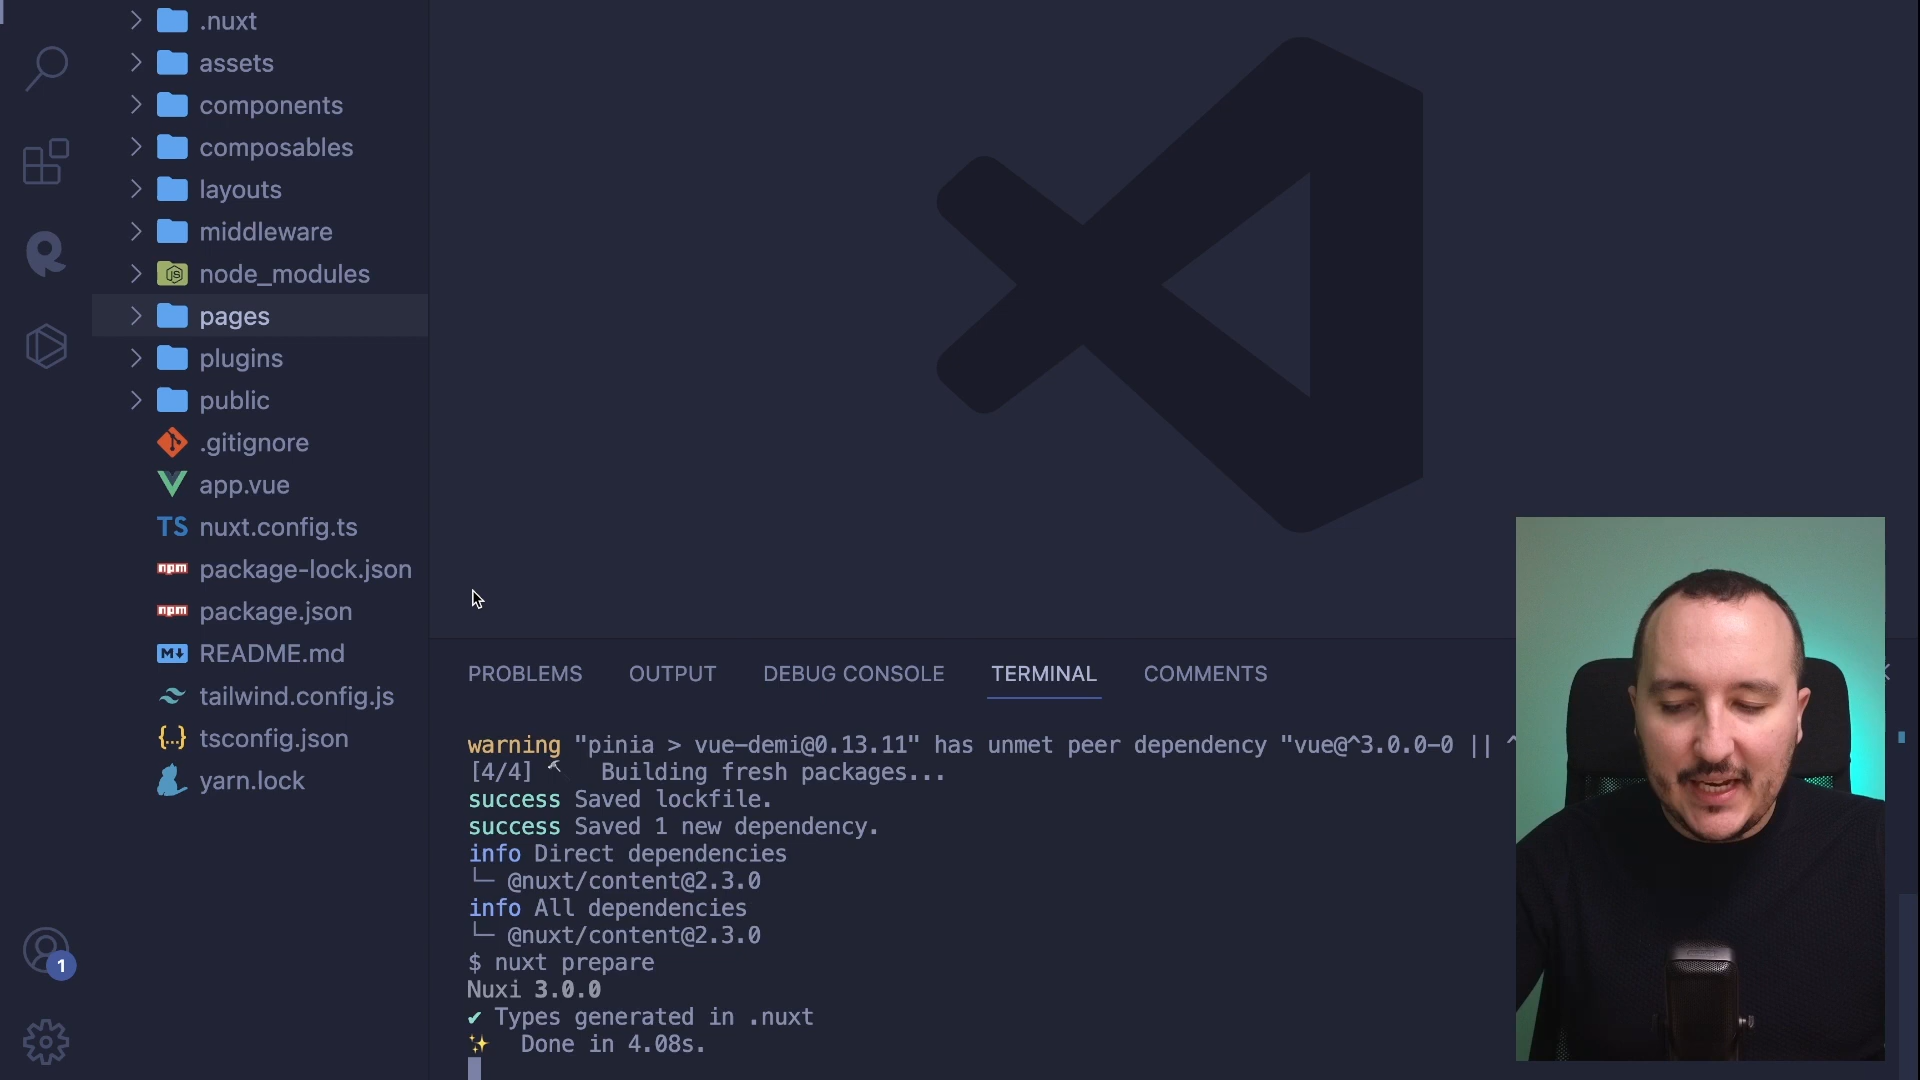 .nuxt
assets
components
composables
layouts
middleware
node_modules
pages
plugins
public
.gitignore
app.vue
TS nuxt.config.ts
npm package-lock.json
npm package.json
M↓ README.md
tailwind.config.js
{..} tsconfig.json
yarn.lock
1
PROBLEMS OUTPUT DEBUG CONSOLE TERMINAL COMMENTS
warning "pinia > vue-demi@0.13.11" has unmet peer dependency "vue@^3.0.0-0 || ^
[4/4] Building fresh packages...
success Saved lockfile.
success Saved 1 new dependency.
info Direct dependencies
└─ @nuxt/content@2.3.0
info All dependencies
└─ @nuxt/content@2.3.0
$ nuxt prepare
Nuxi 3.0.0
✔ Types generated in .nuxt
✨ Done in 4.08s.